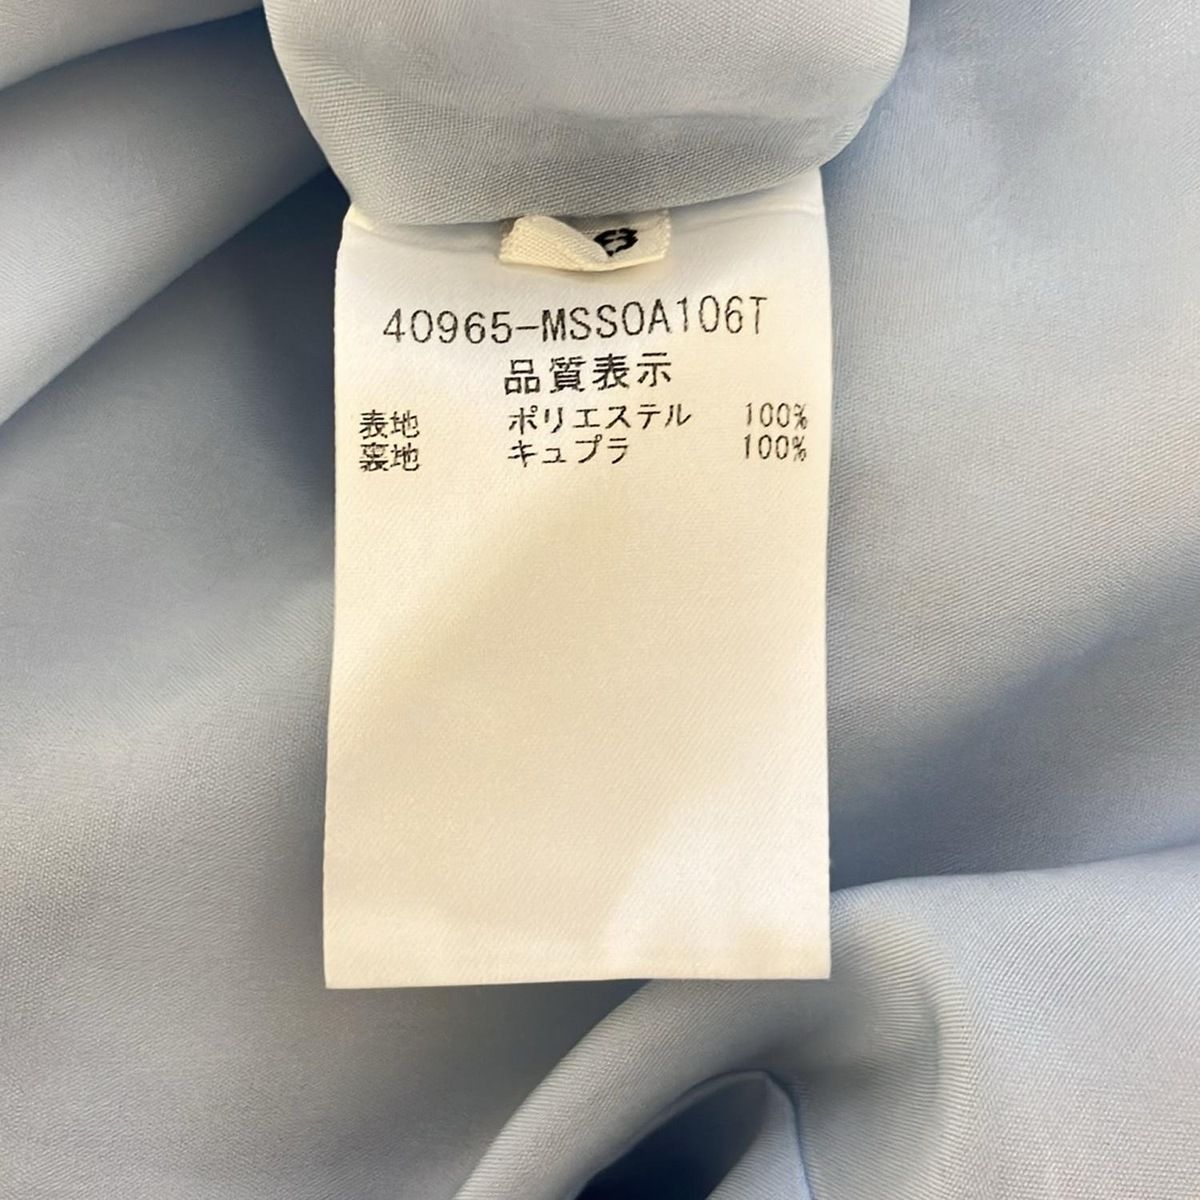 40965-MSS0A106T
品質表示
表地 ポリエステル 100%
裏地 キュプラ 100%